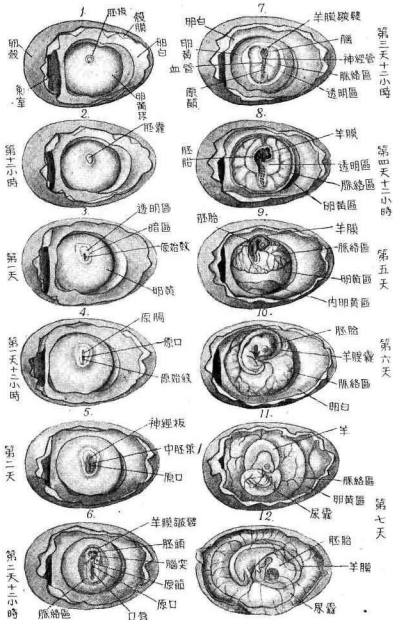 1.
胚板
殼膜
卵殼
卵白
氣室
卵黃球
2.
第十二小時
胚囊
3.
第一天
透明區
暗區
原始紋
卵黃
4.
第一天十二小時
原腸
原口
原始紋
5.
第二天
神經板
中胚葉
原口
6.
第二天十二小時
羊膜皺襞
胚頭
腦突
原節
原口
脈絡區
7.
第三天十二小時
卵白
卵黃
血管
羊膜皺襞
腦
神經管
脈絡區
透明區
8.
第四天十二小時
胚胎
羊膜
透明區
脈絡區
卵黃區
9.
第五天
胚胎
羊膜
脈絡區
卵黃區
內卵黃區
10.
第六天
胚胎
羊膜囊
脈絡區
卵白
11.
羊
脈絡區
卵黃區
尿囊
第七天
12.
胚胎
羊膜
尿囊